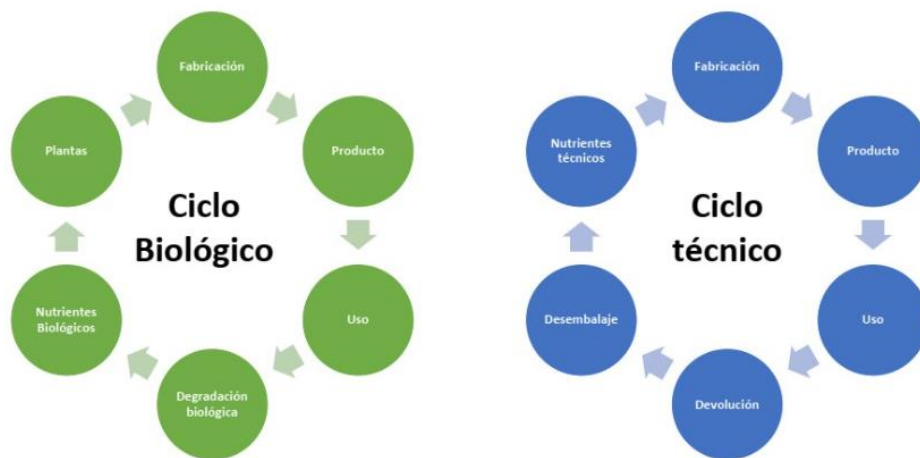 Fabricación
Producto
Uso
Degradación
biológica
Nutrientes
Biológicos
Plantas
Ciclo
Biológico
Fabricación
Producto
Uso
Devolución
Desembalaje
Nutrientes
técnicos
Ciclo
técnico